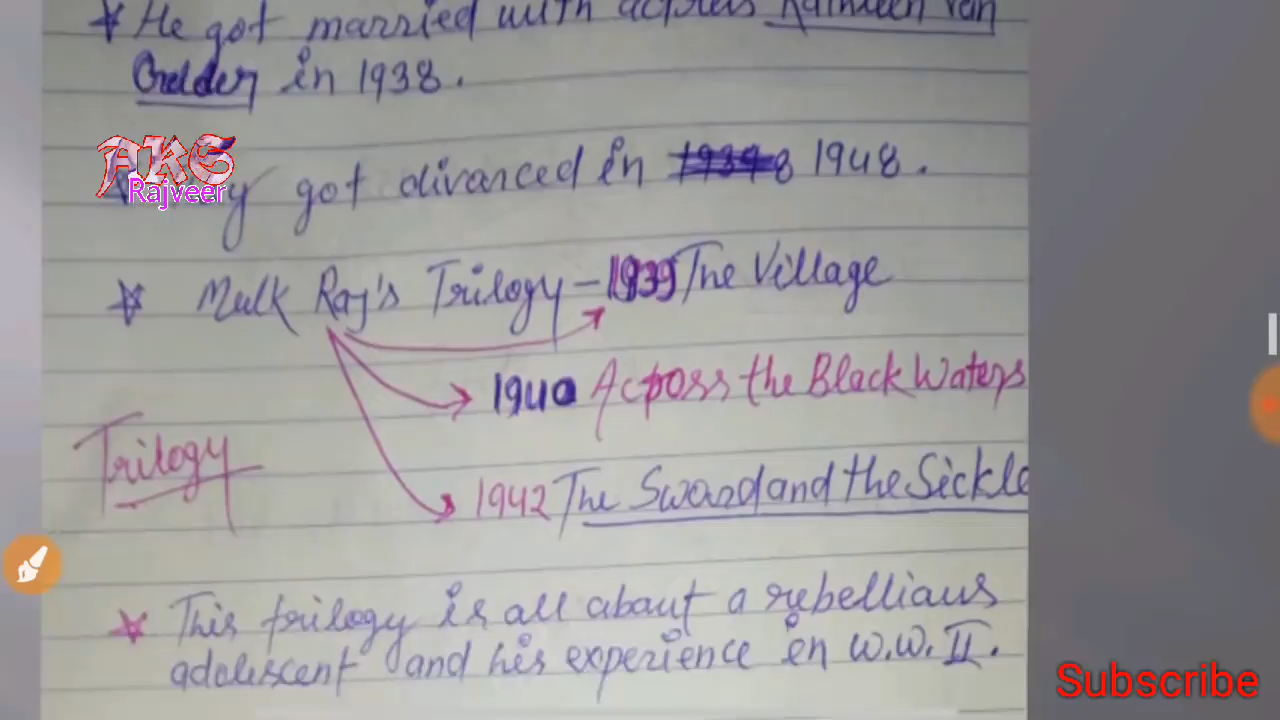 He got married with actress Kathleen Van
Gelder in 1938.
AKS
Rajveer
got divorced in 1948.
Mulk Raj's Trilogy - 1939 The Village
1940 Across the Black Waters
Trilogy
1942 The Sword and the Sickle
This trilogy is all about a rebellious
adolescent and his experience in W.W. II.
Subscribe